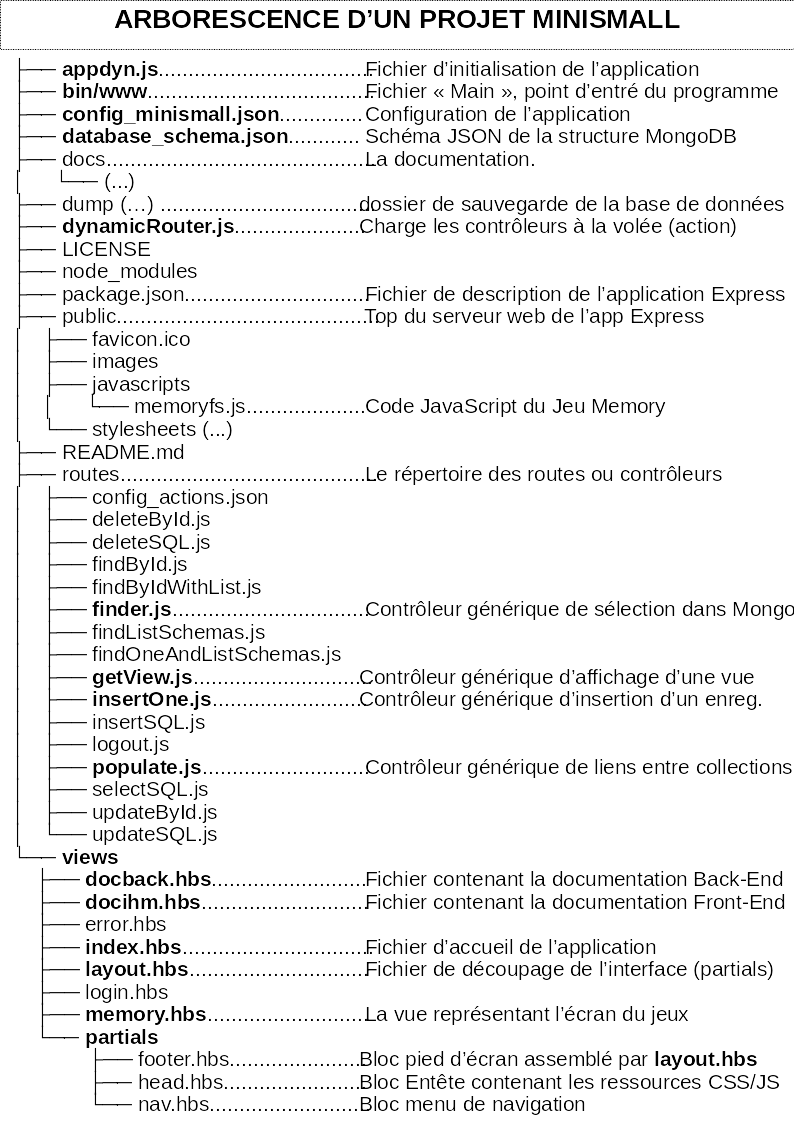 ARBORESCENCE D’UN PROJET MINISMALL
├── appdyn.js....................................Fichier d’initialisation de l’application
├── bin/www......................................Fichier « Main », point d’entré du programme
├── config_minismall.json.............. Configuration de l’application
├── database_schema.json............ Schéma JSON de la structure MongoDB
├── docs.............................................La documentation.
│   └── (...)
├── dump (…) ....................................dossier de sauvegarde de la base de données
├── dynamicRouter.js......................Charge les contrôleurs à la volée (action)
├── LICENSE
├── node_modules
├── package.json...............................Fichier de description de l’application Express
├── public...........................................Top du serveur web de l’app Express
│   ├── favicon.ico
│   ├── images
│   ├── javascripts
│   │   └── memoryfs.js....................Code JavaScript du Jeu Memory
│   └── stylesheets (...)
├── README.md
├── routes..........................................Le répertoire des routes ou contrôleurs
│   ├── config_actions.json
│   ├── deleteById.js
│   ├── deleteSQL.js
│   ├── findById.js
│   ├── findByIdWithList.js
│   ├── finder.js.................................Contrôleur générique de sélection dans Mongo
│   ├── findListSchemas.js
│   ├── findOneAndListSchemas.js
│   ├── getView.js............................Contrôleur générique d’affichage d’une vue
│   ├── insertOne.js.........................Contrôleur générique d’insertion d’un enreg.
│   ├── insertSQL.js
│   ├── logout.js
│   ├── populate.js............................Contrôleur générique de liens entre collections
│   ├── selectSQL.js
│   ├── updateById.js
│   └── updateSQL.js
└── views
├── docback.hbs..........................Fichier contenant la documentation Back-End
├── docihm.hbs............................Fichier contenant la documentation Front-End
├── error.hbs
├── index.hbs...............................Fichier d’accueil de l’application
├── layout.hbs..............................Fichier de découpage de l’interface (partials)
├── login.hbs
├── memory.hbs...........................La vue représentant l’écran du jeux
└── partials
├── footer.hbs......................Bloc pied d’écran assemblé par layout.hbs
├── head.hbs.......................Bloc Entête contenant les ressources CSS/JS
└── nav.hbs.........................Bloc menu de navigation